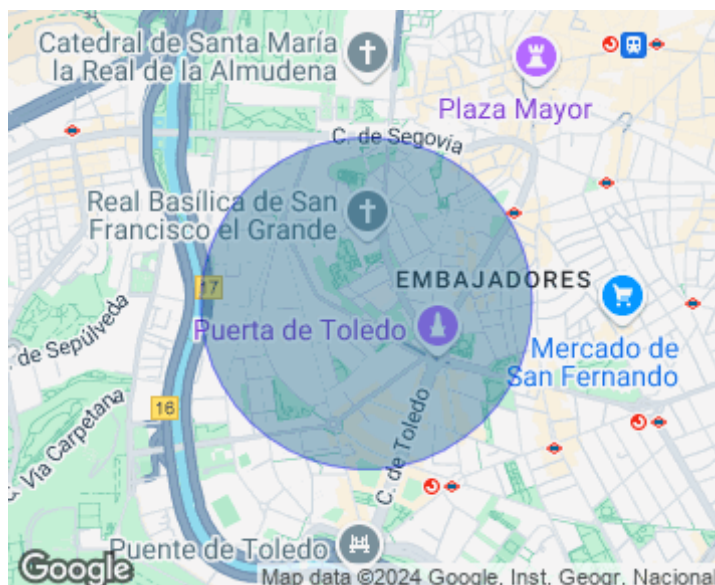 Catedral de Santa María
la Real de la Almudena
Plaza Mayor
C. de Segovia
Real Basílica de San
Francisco el Grande
17
EMBAJADORES
Puerta de Toledo
. de Sepúlveda
Mercado de
San Fernando
16
C. de Toledo
. Vía Carpetana
Puente de Toledo
Google
Map data ©2024 Google, Inst. Geogr. Nacional